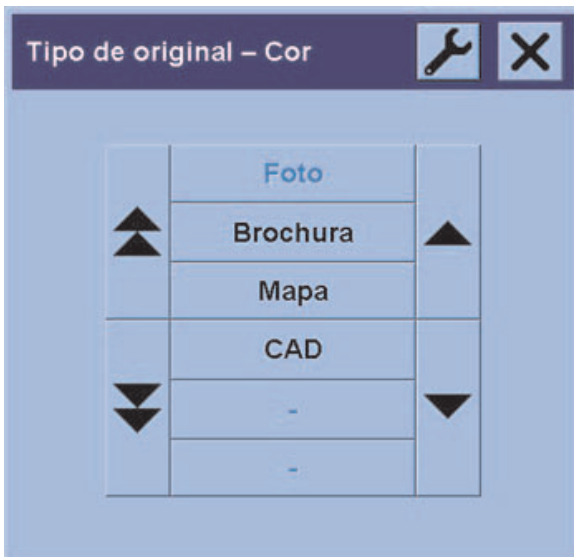 Tipo de original – Cor
Foto
Brochura
Mapa
CAD
-
-